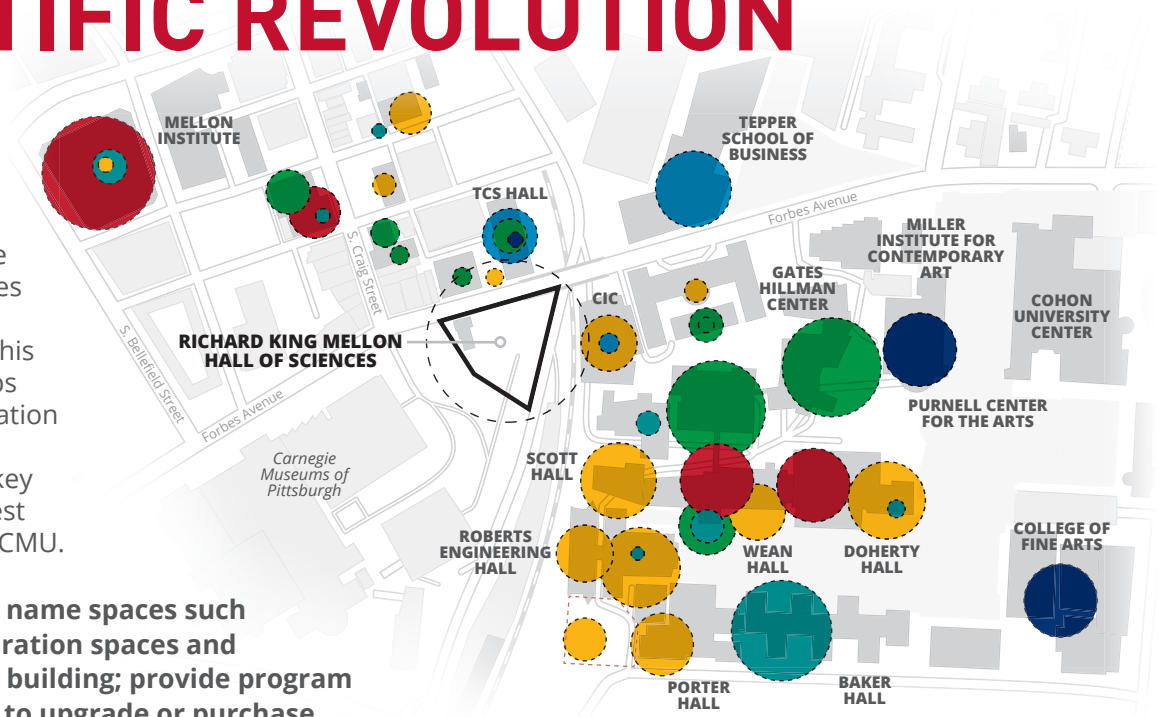 TIFIC REVOLUTION
MELLON
INSTITUTE
TEPPER
SCHOOL OF
BUSINESS
TCS HALL
Forbes Avenue
MILLER
INSTITUTE FOR
CONTEMPORARY
ART
GATES
HILLMAN
CENTER
COHON
UNIVERSITY
CENTER
CIC
S. Craig Street
S. Bellefield Street
RICHARD KING MELLON
HALL OF SCIENCES
Forbes Avenue
PURNELL CENTER
FOR THE ARTS
Carnegie
Museums of
Pittsburgh
SCOTT
HALL
ROBERTS
ENGINEERING
HALL
WEAN
HALL
DOHERTY
HALL
COLLEGE OF
FINE ARTS
PORTER
HALL
BAKER
HALL
e
es
his
os
ation
key
est
CMU.
name spaces such
ration spaces and
building; provide program
to upgrade or purchase